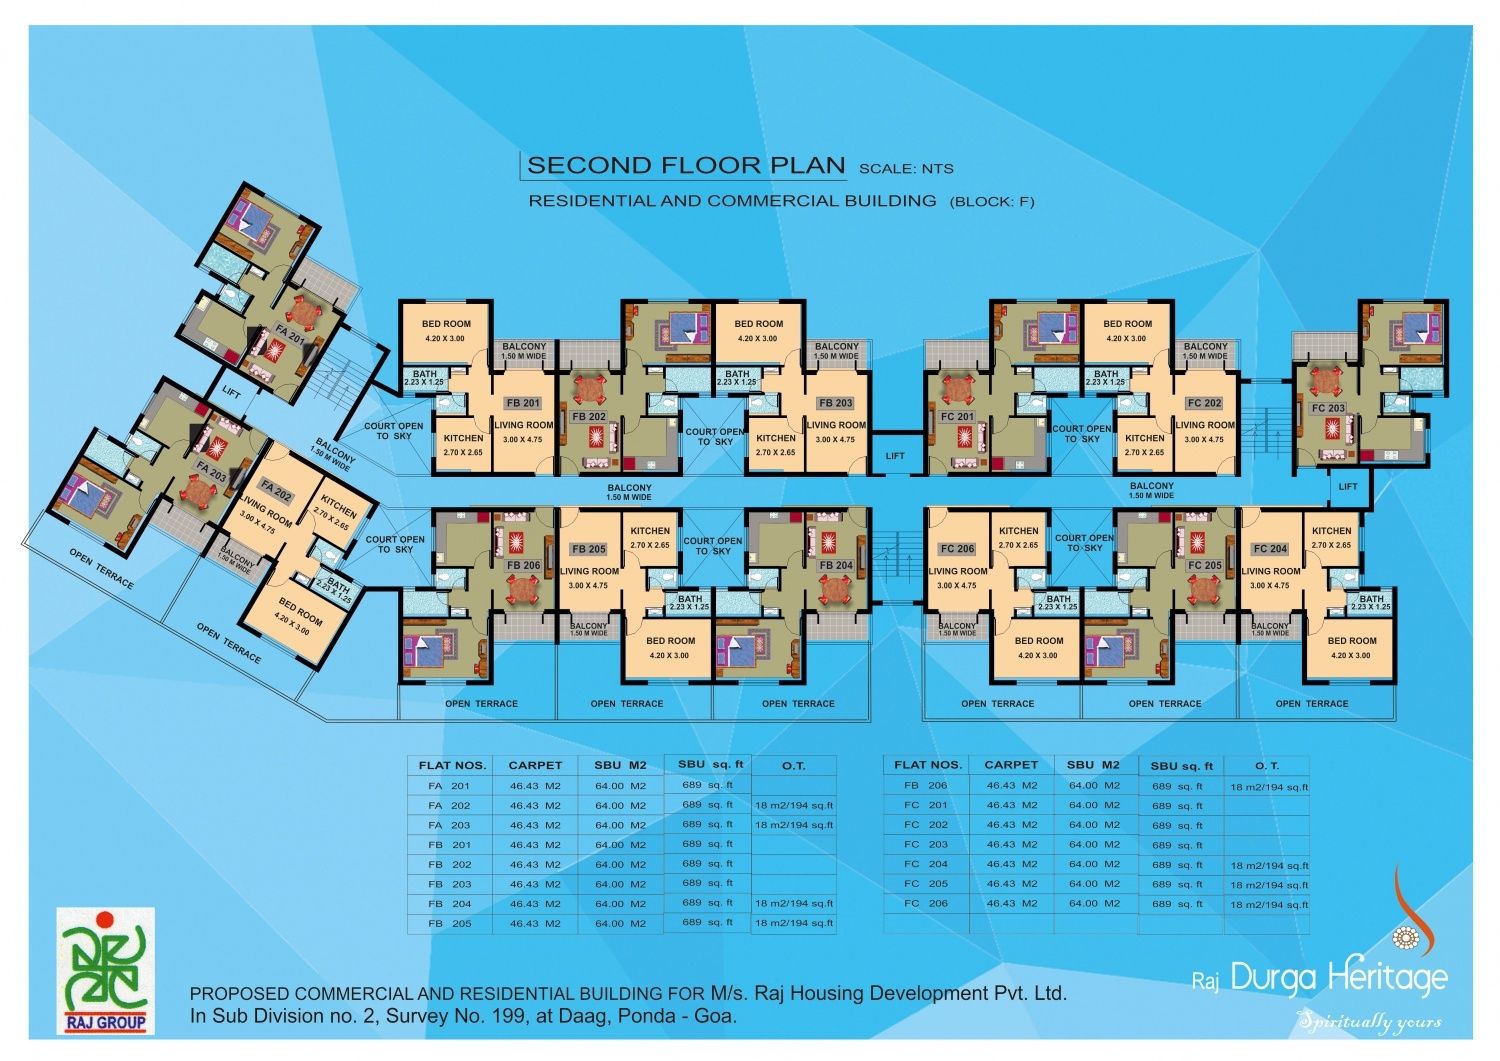 SECOND FLOOR PLAN SCALE: NTS
RESIDENTIAL AND COMMERCIAL BUILDING (BLOCK: F)
FA 201
LIFT
BALCONY
1.50 M WIDE
FA 203
FA 202
LIVING ROOM
3.00 X 4.75
KITCHEN
2.70 X 2.65
BALCONY
1.50 M WIDE
BATH
2.23 X 1.25
BED ROOM
4.20 X 3.00
OPEN TERRACE
OPEN TERRACE
BED ROOM
4.20 X 3.00
BALCONY
1.50 M WIDE
BATH
2.23 X 1.25
FB 201
LIVING ROOM
3.00 X 4.75
KITCHEN
2.70 X 2.65
COURT OPEN
TO SKY
FB 202
BED ROOM
4.20 X 3.00
BALCONY
1.50 M WIDE
BATH
2.23 X 1.25
FB 203
COURT OPEN
TO SKY
KITCHEN
2.70 X 2.65
LIVING ROOM
3.00 X 4.75
LIFT
FC 201
BED ROOM
4.20 X 3.00
BALCONY
1.50 M WIDE
BATH
2.23 X 1.25
FC 202
COURT OPEN
TO SKY
KITCHEN
2.70 X 2.65
LIVING ROOM
3.00 X 4.75
FC 203
LIFT
BALCONY
1.50 M WIDE
BALCONY
1.50 M WIDE
COURT OPEN
TO SKY
FB 206
FB 205
KITCHEN
2.70 X 2.65
LIVING ROOM
3.00 X 4.75
BATH
2.23 X 1.25
BALCONY
1.50 M WIDE
BED ROOM
4.20 X 3.00
COURT OPEN
TO SKY
FB 204
FC 206
KITCHEN
2.70 X 2.65
LIVING ROOM
3.00 X 4.75
BATH
2.23 X 1.25
BALCONY
1.50 M WIDE
BED ROOM
4.20 X 3.00
COURT OPEN
TO SKY
FC 205
FC 204
KITCHEN
2.70 X 2.65
LIVING ROOM
3.00 X 4.75
BATH
2.23 X 1.25
BALCONY
1.50 M WIDE
BED ROOM
4.20 X 3.00
OPEN TERRACE
OPEN TERRACE
OPEN TERRACE
OPEN TERRACE
OPEN TERRACE
OPEN TERRACE
FLAT NOS. CARPET SBU M2 SBU sq. ft O.T.
FA 201 46.43 M2 64.00 M2 689 sq. ft
FA 202 46.43 M2 64.00 M2 689 sq. ft 18 m2/194 sq.ft
FA 203 46.43 M2 64.00 M2 689 sq. ft 18 m2/194 sq.ft
FB 201 46.43 M2 64.00 M2 689 sq. ft
FB 202 46.43 M2 64.00 M2 689 sq. ft
FB 203 46.43 M2 64.00 M2 689 sq. ft
FB 204 46.43 M2 64.00 M2 689 sq. ft 18 m2/194 sq.ft
FB 205 46.43 M2 64.00 M2 689 sq. ft 18 m2/194 sq.ft
FLAT NOS. CARPET SBU M2 SBU sq. ft O. T.
FB 206 46.43 M2 64.00 M2 689 sq. ft 18 m2/194 sq.ft
FC 201 46.43 M2 64.00 M2 689 sq. ft
FC 202 46.43 M2 64.00 M2 689 sq. ft
FC 203 46.43 M2 64.00 M2 689 sq. ft
FC 204 46.43 M2 64.00 M2 689 sq. ft 18 m2/194 sq.ft
FC 205 46.43 M2 64.00 M2 689 sq. ft 18 m2/194 sq.ft
FC 206 46.43 M2 64.00 M2 689 sq. ft 18 m2/194 sq.ft
RAJ GROUP
PROPOSED COMMERCIAL AND RESIDENTIAL BUILDING FOR M/s. Raj Housing Development Pvt. Ltd.
In Sub Division no. 2, Survey No. 199, at Daag, Ponda - Goa.
Raj Durga Heritage
Spiritually yours